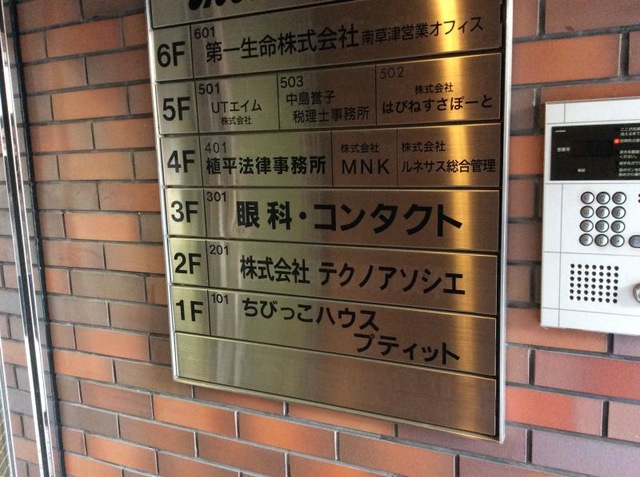 6F 601 第一生命株式会社 南草津営業オフィス
5F 501 UTエイム 株式会社 503 中島誉子 税理士事務所 502 株式会社 はぴねすさぽーと
4F 401 植平法律事務所 株式会社 MNK 株式会社 ルネサス総合管理
3F 301 眼科・コンタクト
2F 201 株式会社 テクノアソシエ
1F 101 ちびっこハウス
プティット